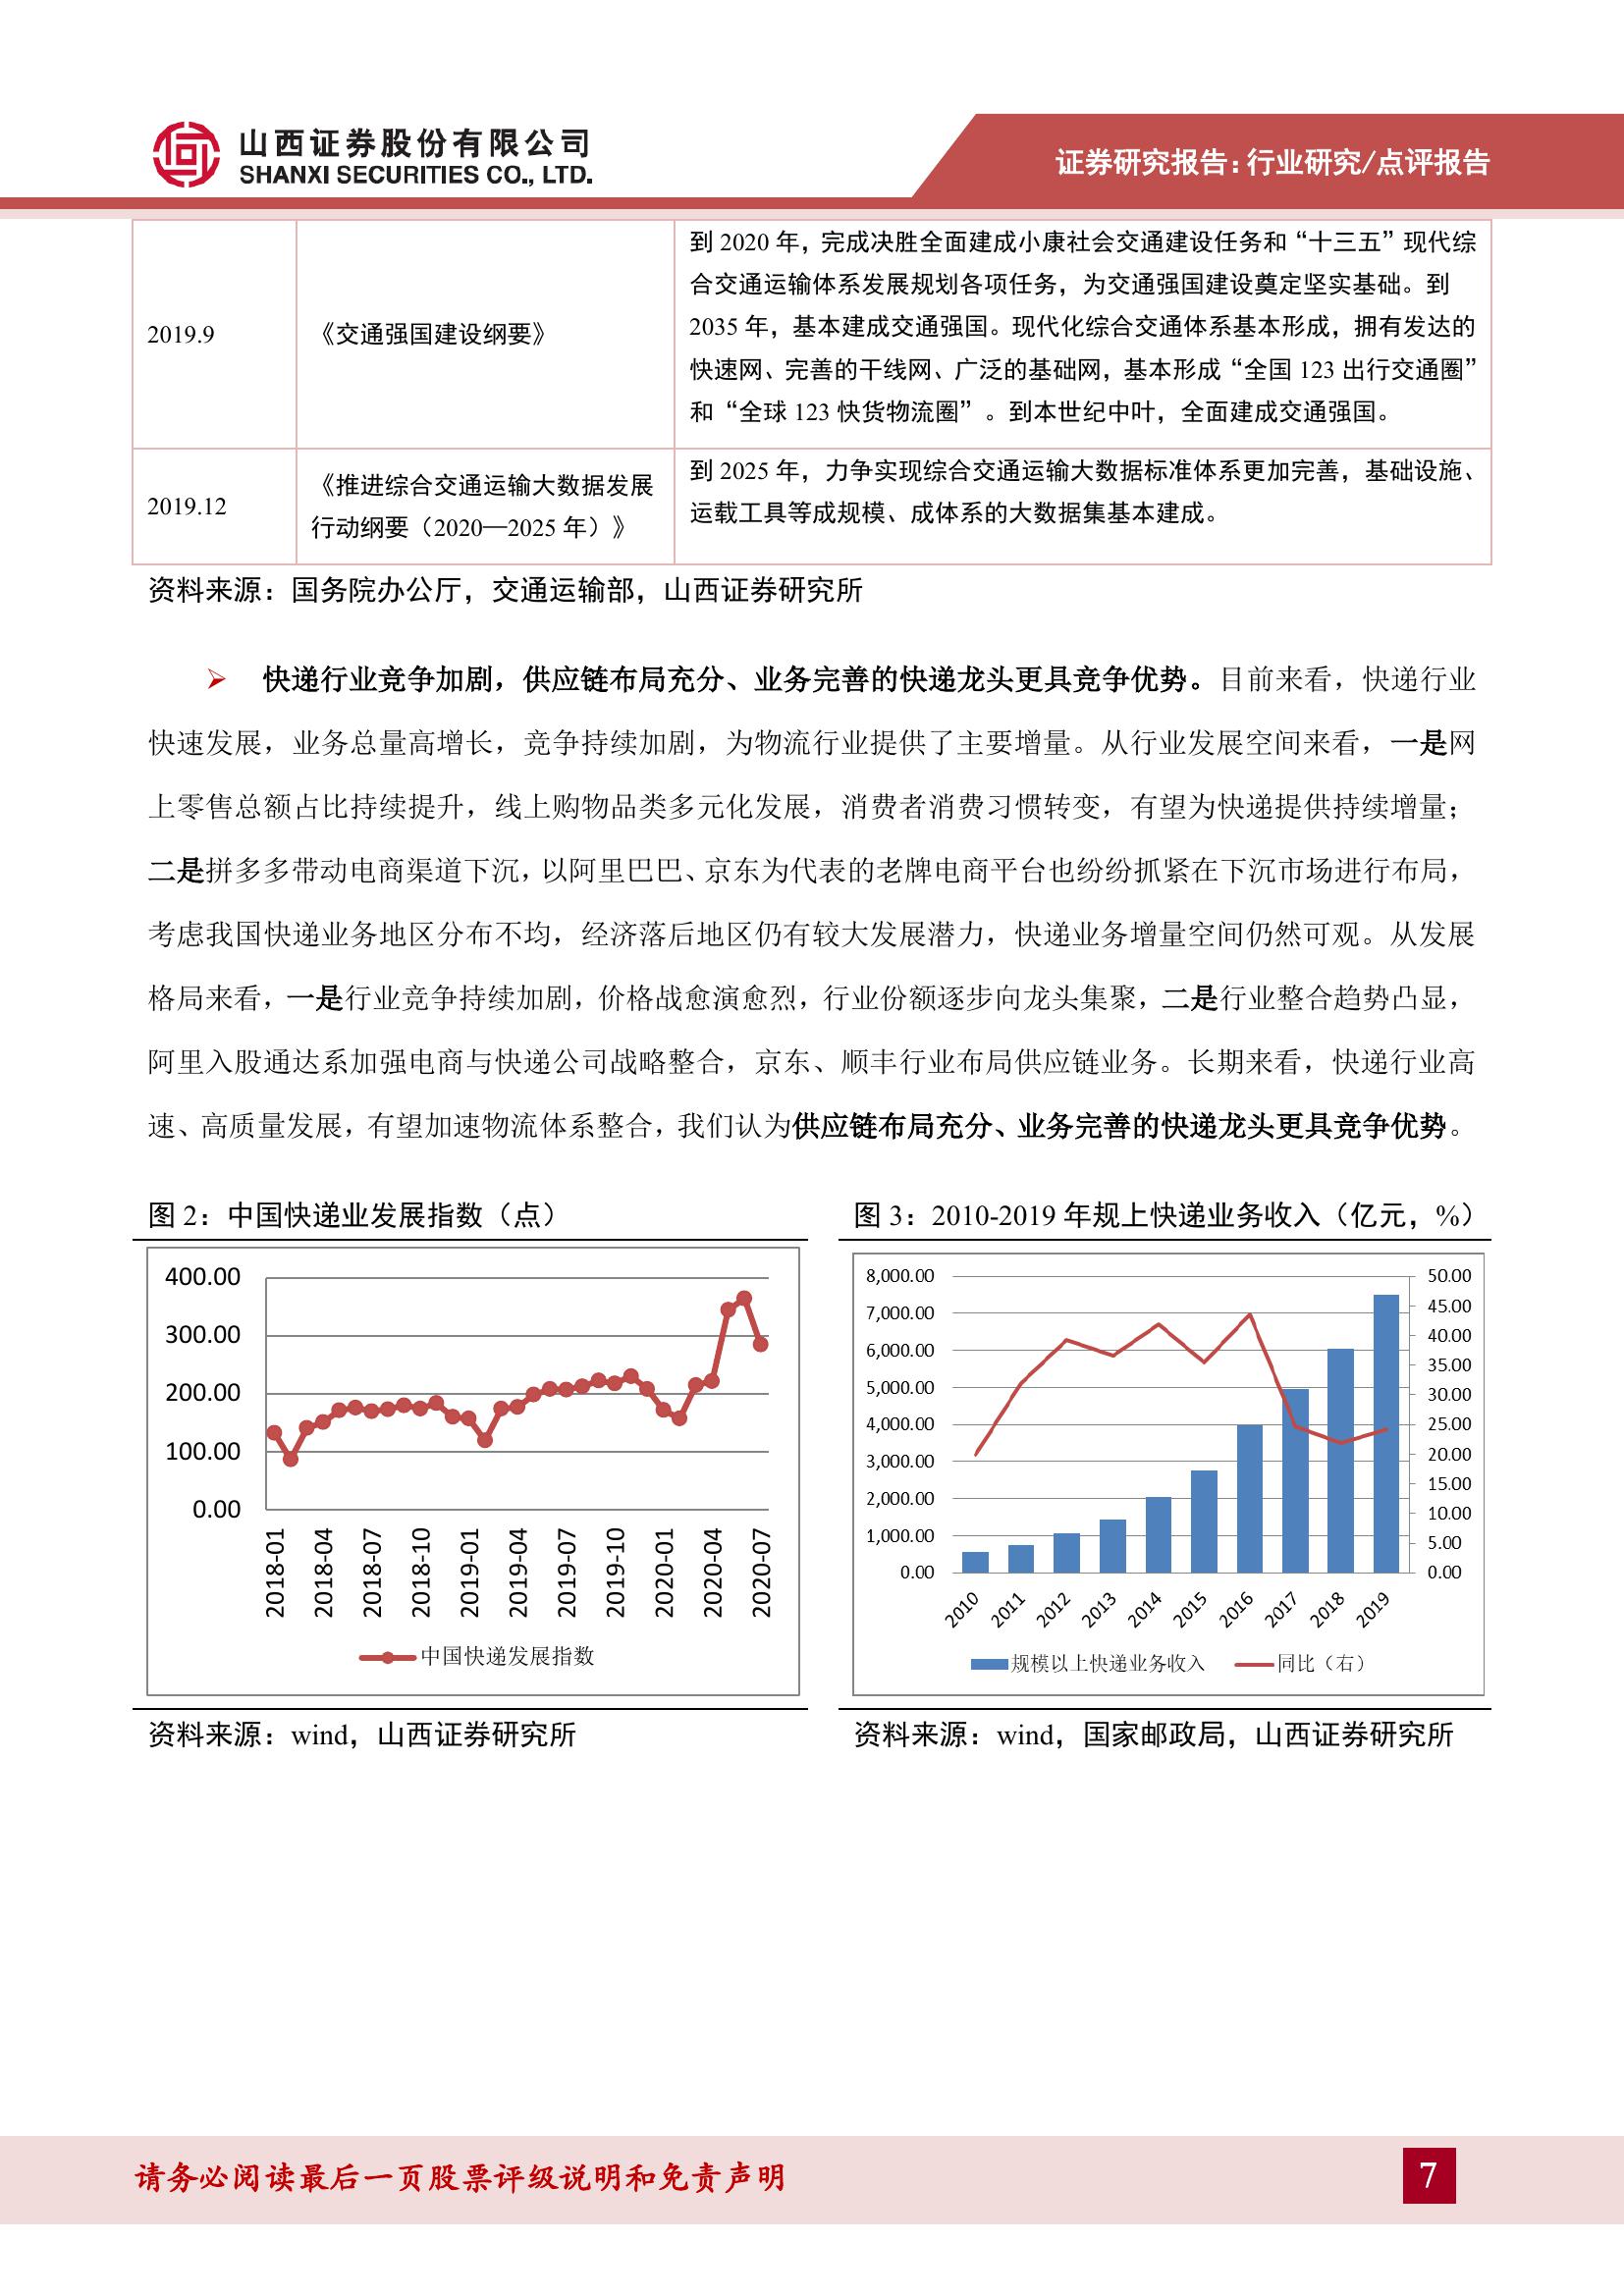 山西证券股份有限公司
SHANXI SECURITIES CO., LTD.
证券研究报告：行业研究/点评报告
2019.9
《交通强国建设纲要》
到 2020 年，完成决胜全面建成小康社会交通建设任务和“十三五”现代综
合交通运输体系发展规划各项任务，为交通强国建设奠定坚实基础。到
2035 年，基本建成交通强国。现代化综合交通体系基本形成，拥有发达的
快速网、完善的干线网、广泛的基础网，基本形成“全国 123 出行交通圈”
和“全球 123 快货物流圈”。到本世纪中叶，全面建成交通强国。
2019.12
《推进综合交通运输大数据发展
行动纲要（2020—2025 年）》
到 2025 年，力争实现综合交通运输大数据标准体系更加完善，基础设施、
运载工具等成规模、成体系的大数据集基本建成。
资料来源：国务院办公厅，交通运输部，山西证券研究所
➢ 快递行业竞争加剧，供应链布局充分、业务完善的快递龙头更具竞争优势。目前来看，快递行业
快速发展，业务总量高增长，竞争持续加剧，为物流行业提供了主要增量。从行业发展空间来看，一是网
上零售总额占比持续提升，线上购物品类多元化发展，消费者消费习惯转变，有望为快递提供持续增量；
二是拼多多带动电商渠道下沉，以阿里巴巴、京东为代表的老牌电商平台也纷纷抓紧在下沉市场进行布局，
考虑我国快递业务地区分布不均，经济落后地区仍有较大发展潜力，快递业务增量空间仍然可观。从发展
格局来看，一是行业竞争持续加剧，价格战愈演愈烈，行业份额逐步向龙头集聚，二是行业整合趋势凸显，
阿里入股通达系加强电商与快递公司战略整合，京东、顺丰行业布局供应链业务。长期来看，快递行业高
速、高质量发展，有望加速物流体系整合，我们认为供应链布局充分、业务完善的快递龙头更具竞争优势。
图 2：中国快递业发展指数（点）
400.00
300.00
200.00
100.00
0.00
2018-01
2018-04
2018-07
2018-10
2019-01
2019-04
2019-07
2019-10
2020-01
2020-04
2020-07
中国快递发展指数
资料来源：wind，山西证券研究所
图 3：2010-2019 年规上快递业务收入（亿元，%）
8,000.00
7,000.00
6,000.00
5,000.00
4,000.00
3,000.00
2,000.00
1,000.00
0.00
50.00
45.00
40.00
35.00
30.00
25.00
20.00
15.00
10.00
5.00
0.00
2010
2011
2012
2013
2014
2015
2016
2017
2018
2019
规模以上快递业务收入
同比（右）
资料来源：wind，国家邮政局，山西证券研究所
请务必阅读最后一页股票评级说明和免责声明
7